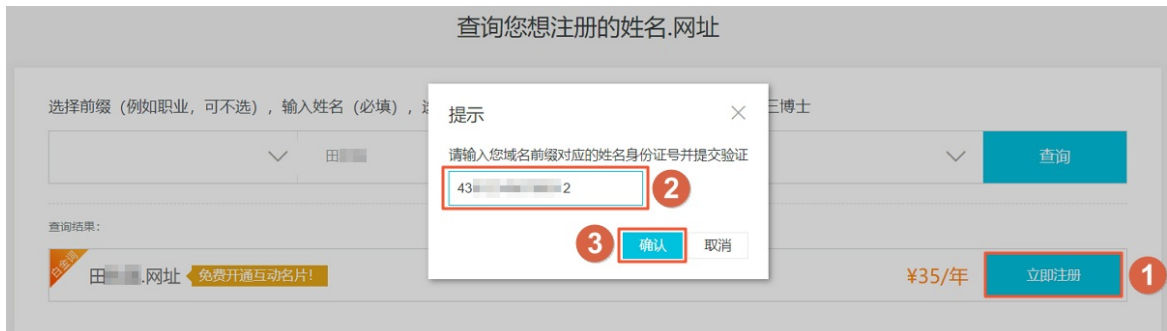 查询您想注册的姓名.网址
选择前缀（例如职业，可不选）, 输入姓名（必填）,
三博士
提示
请输入您域名前缀对应的姓名身份证号并提交验证
田
查询
43 2
2
3
确认
取消
查询结果：
白金词
田 .网址
免费开通互动名片！
¥35/年
立即注册
1